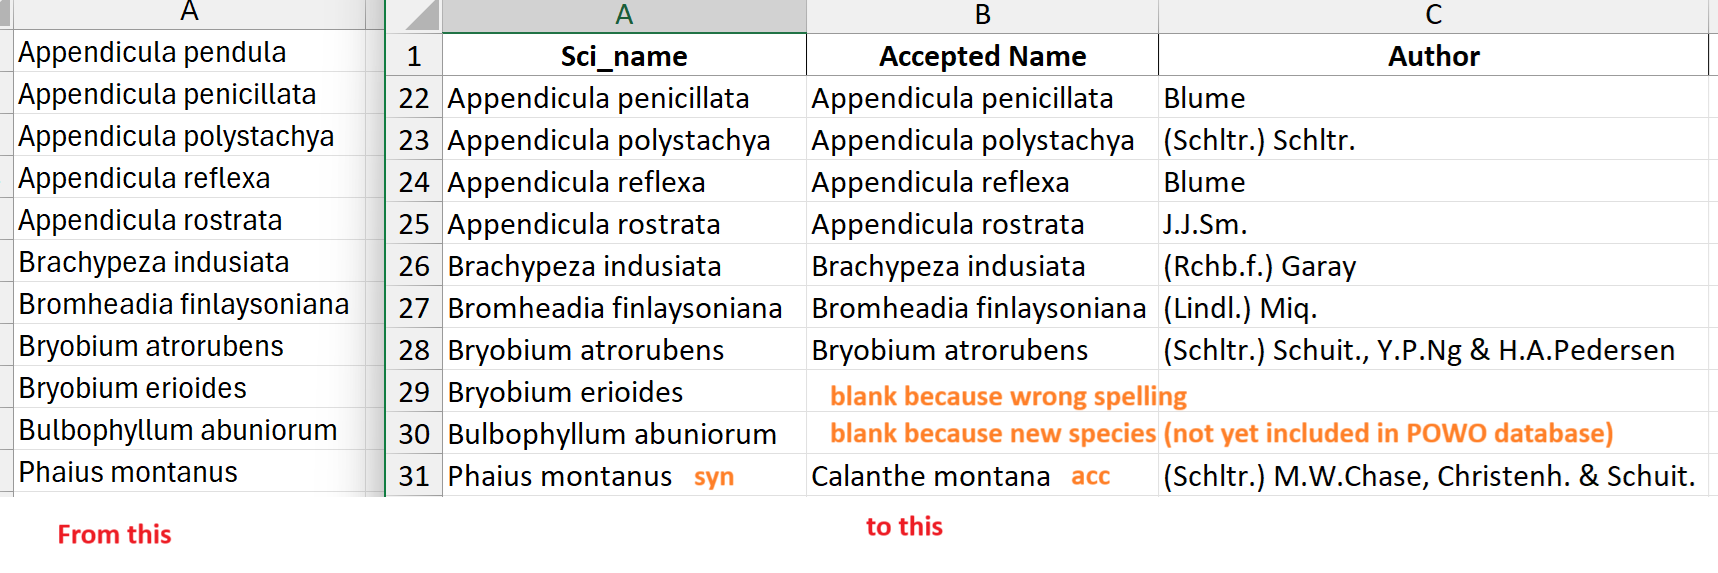 A
Appendicula pendula
Appendicula penicillata
Appendicula polystachya
Appendicula reflexa
Appendicula rostrata
Brachypeza indusiata
Bromheadia finlaysoniana
Bryobium atrorubens
Bryobium erioides
Bulbophyllum abuniorum
Phaius montanus
From this
A B C
1 Sci_name Accepted Name Author
22 Appendicula penicillata Appendicula penicillata Blume
23 Appendicula polystachya Appendicula polystachya (Schltr.) Schltr.
24 Appendicula reflexa Appendicula reflexa Blume
25 Appendicula rostrata Appendicula rostrata J.J.Sm.
26 Brachypeza indusiata Brachypeza indusiata (Rchb.f.) Garay
27 Bromheadia finlaysoniana Bromheadia finlaysoniana (Lindl.) Miq.
28 Bryobium atrorubens Bryobium atrorubens (Schltr.) Schuit., Y.P.Ng & H.A.Pedersen
29 Bryobium erioides blank because wrong spelling
30 Bulbophyllum abuniorum blank because new species (not yet included in POWO database)
31 Phaius montanus syn Calanthe montana acc (Schltr.) M.W.Chase, Christenh. & Schuit.
to this